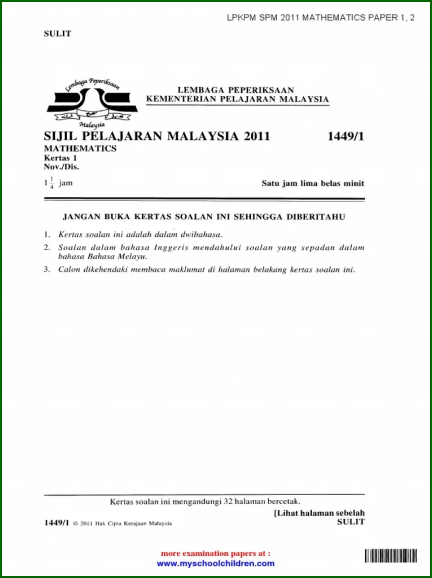 LPKPM SPM 2011 MATHEMATICS PAPER 1, 2
SULIT
Lembaga Peperiksaan
Malaysia
LEMBAGA PEPERIKSAAN
KEMENTERIAN PELAJARAN MALAYSIA
SIJIL PELAJARAN MALAYSIA 2011 1449/1
MATHEMATICS
Kertas 1
Nov./Dis.
1 1/4 jam Satu jam lima belas minit
JANGAN BUKA KERTAS SOALAN INI SEHINGGA DIBERITAHU
1. Kertas soalan ini adalah dalam dwibahasa.
2. Soalan dalam bahasa Inggeris mendahului soalan yang sepadan dalam
bahasa Bahasa Melayu.
3. Calon dikehendaki membaca maklumat di halaman belakang kertas soalan ini.
Kertas soalan ini mengandungi 32 halaman bercetak.
[Lihat halaman sebelah
1449/1 © 2011 Hak Cipta Kerajaan Malaysia SULIT
more examination papers at :
www.myschoolchildren.com